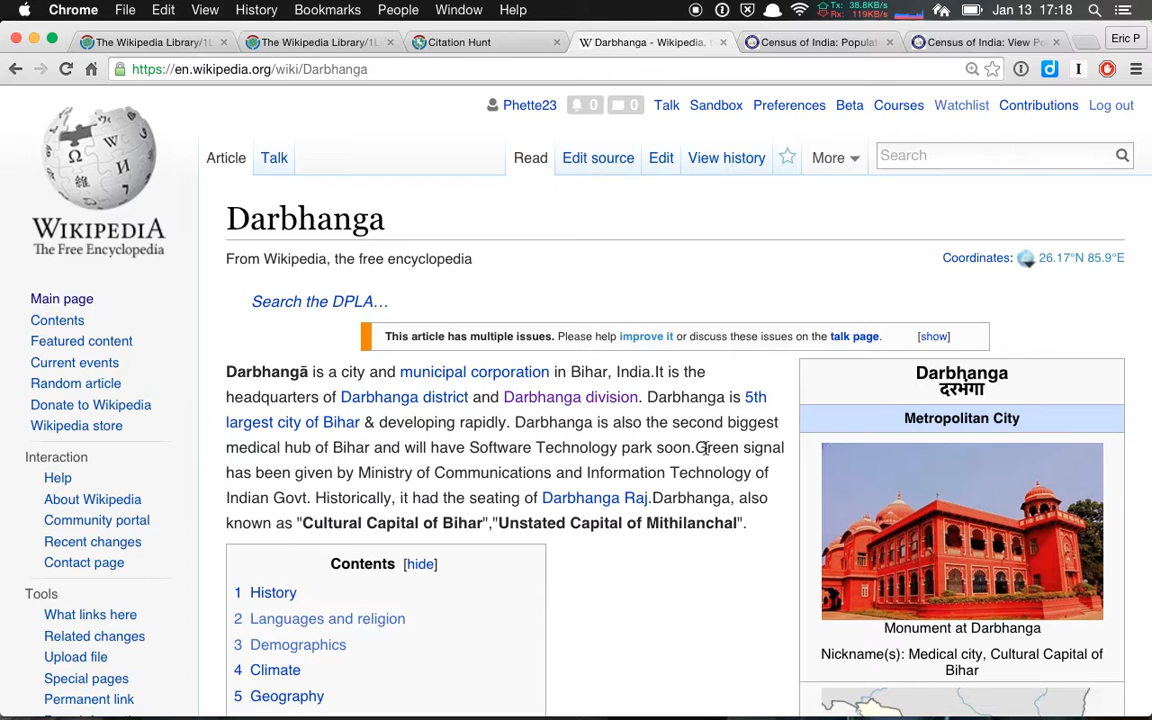 Chrome File Edit View History Bookmarks People Window Help Tx: 38.8KB/s Rx: 119KB/s Jan 13 17:18
The Wikipedia Library/1L The Wikipedia Library/1L Citation Hunt Darbhanga - Wikipedia, t Census of India: Populat Census of India: View Po Eric P
https://en.wikipedia.org/wiki/Darbhanga
Phette23 0 0 Talk Sandbox Preferences Beta Courses Watchlist Contributions Log out
Article Talk Read Edit source Edit View history More Search
WIKIPEDIA
The Free Encyclopedia
Main page
Contents
Featured content
Current events
Random article
Donate to Wikipedia
Wikipedia store
Interaction
Help
About Wikipedia
Community portal
Recent changes
Contact page
Tools
What links here
Related changes
Upload file
Special pages
Permanent link
Darbhanga
From Wikipedia, the free encyclopedia
Coordinates: 26.17°N 85.9°E
Search the DPLA…
This article has multiple issues. Please help improve it or discuss these issues on the talk page. [show]
Darbhangā is a city and municipal corporation in Bihar, India.It is the
headquarters of Darbhanga district and Darbhanga division. Darbhanga is 5th
largest city of Bihar & developing rapidly. Darbhanga is also the second biggest
medical hub of Bihar and will have Software Technology park soon.Green signal
has been given by Ministry of Communications and Information Technology of
Indian Govt. Historically, it had the seating of Darbhanga Raj.Darbhanga, also
known as "Cultural Capital of Bihar","Unstated Capital of Mithilanchal".
Contents [hide]
1 History
2 Languages and religion
3 Demographics
4 Climate
5 Geography
Darbhanga
दरभंगा
Metropolitan City
Monument at Darbhanga
Nickname(s): Medical city, Cultural Capital of
Bihar